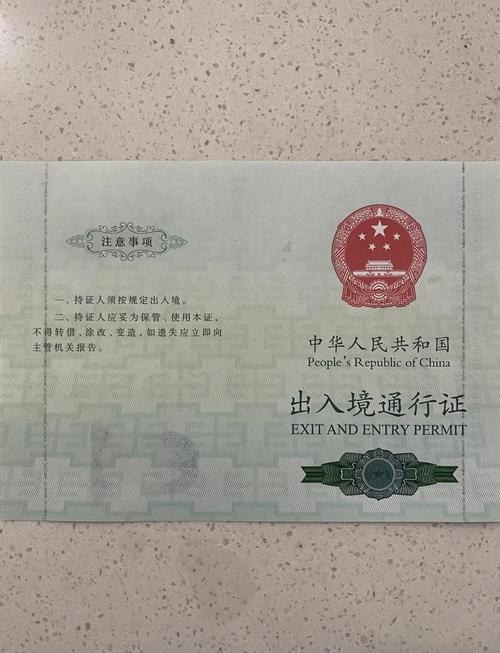 注意事项
一、持证人须按规定出入境。
二、持证人应妥为保管、使用本证，
不得转借、涂改、变造，如遗失应立即向
主管机关报告。
中华人民共和国
People's Republic of China
出入境通行证
EXIT AND ENTRY PERMIT